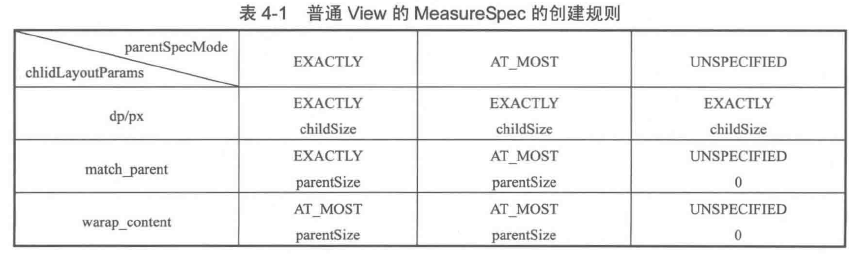 表 4-1 普通 View 的 MeasureSpec 的创建规则
parentSpecMode
chlidLayoutParams
EXACTLY
AT_MOST
UNSPECIFIED
dp/px
EXACTLY
childSize
EXACTLY
childSize
EXACTLY
childSize
match_parent
EXACTLY
parentSize
AT_MOST
parentSize
UNSPECIFIED
0
warap_content
AT_MOST
parentSize
AT_MOST
parentSize
UNSPECIFIED
0